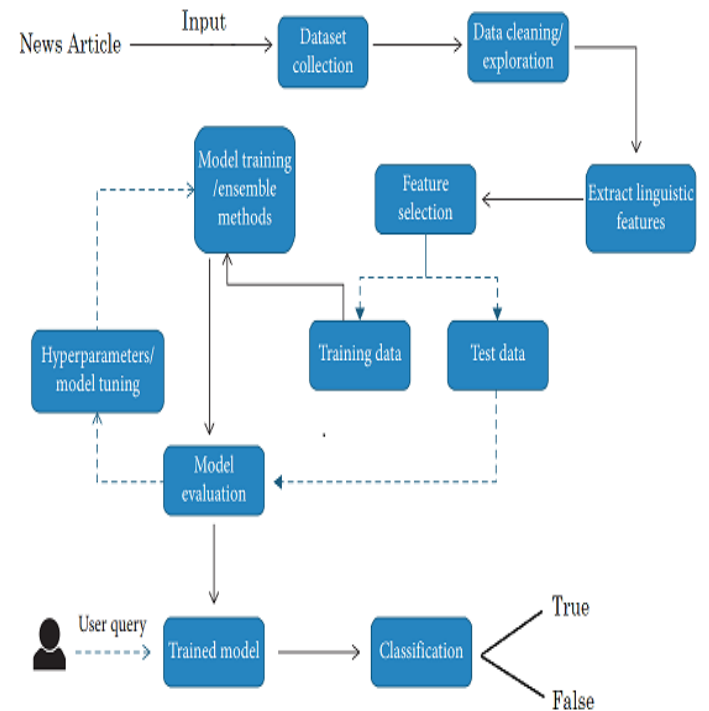 Input
News Article
Dataset
collection
Data cleaning/
exploration
Model training
/ensemble
methods
Feature
selection
Extract linguistic
features
Hyperparameters/
model tuning
Training data
Test data
Model
evaluation
User query
Trained model
Classification
True
False